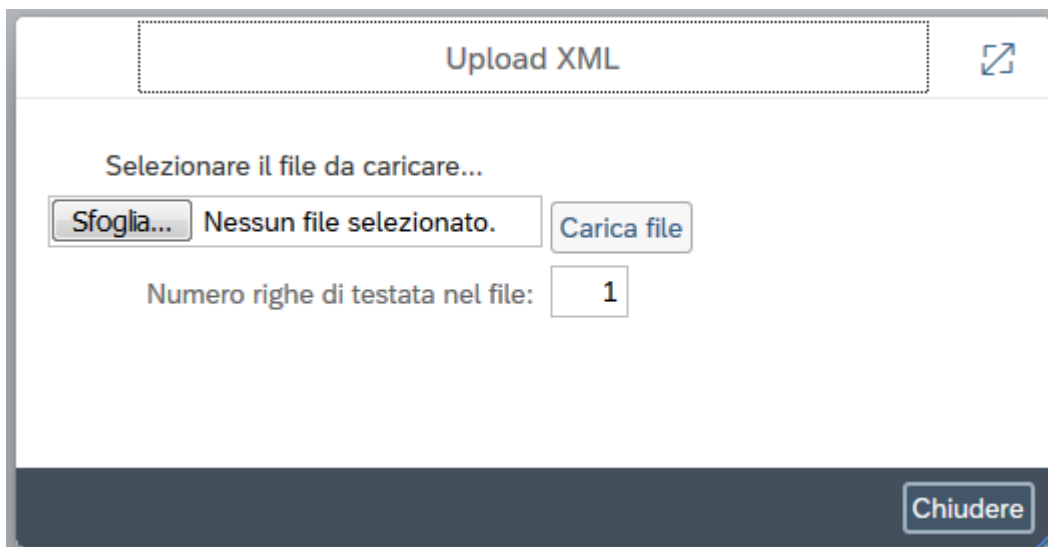 Upload XML
Selezionare il file da caricare...
Sfoglia... Nessun file selezionato. Carica file
Numero righe di testata nel file: 1
Chiudere